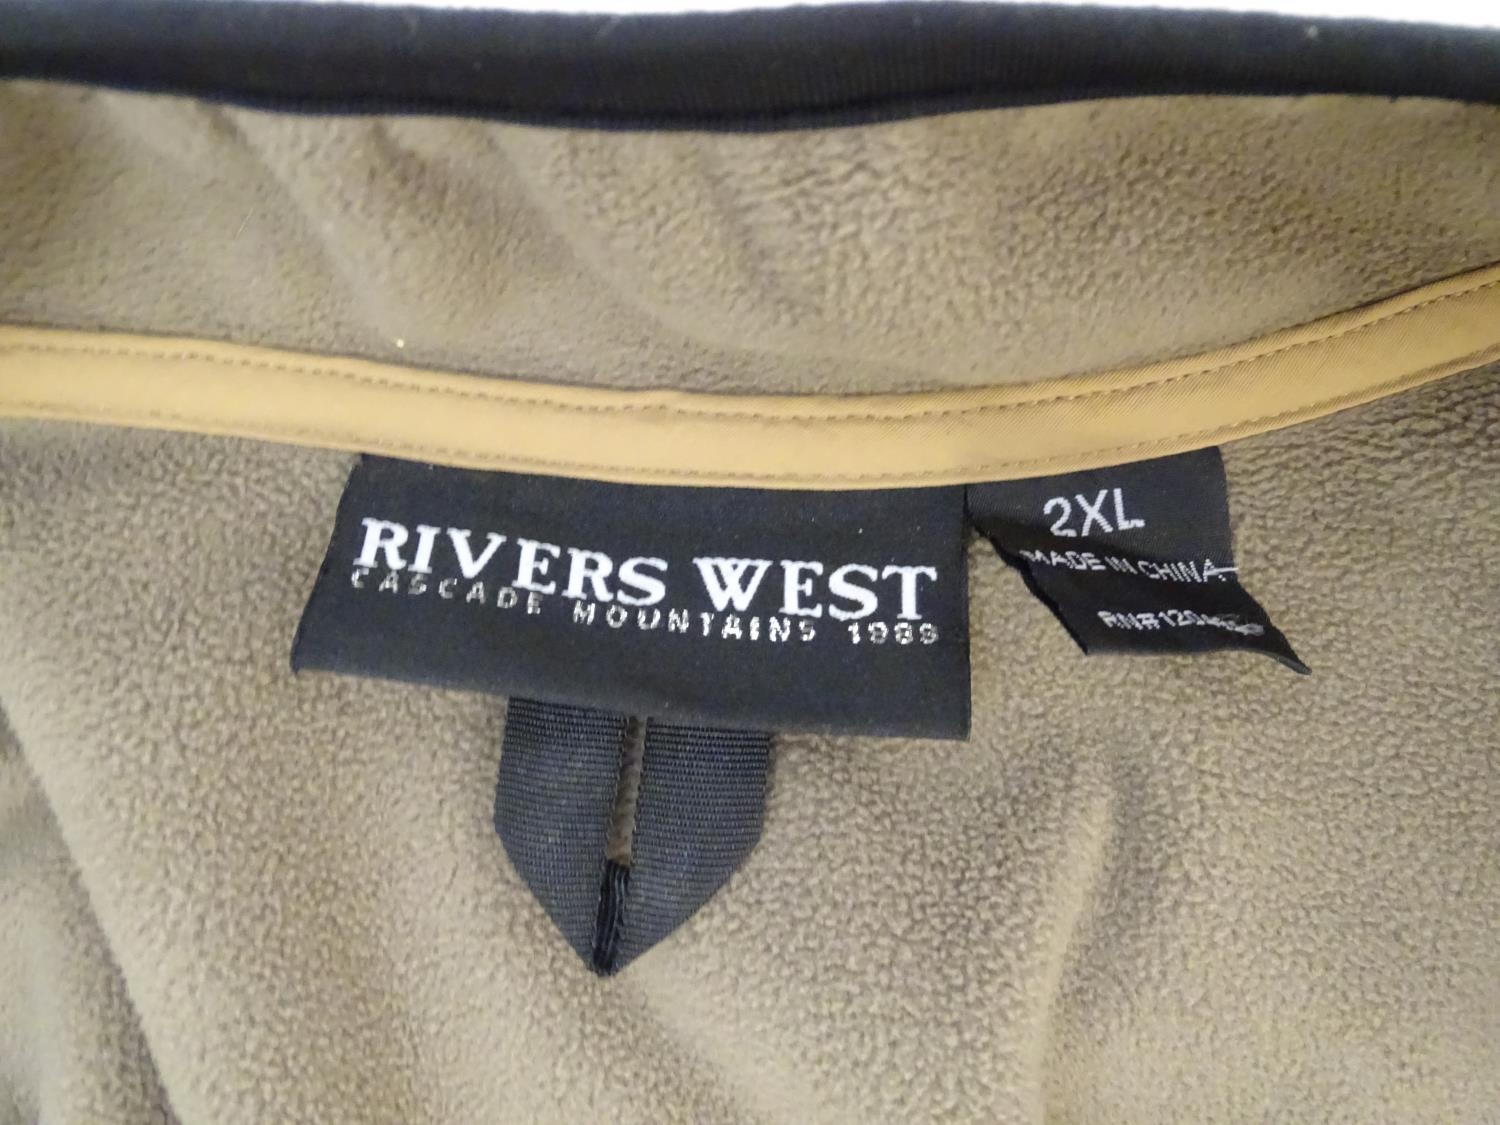 RIVERS WEST
CASCADE MOUNTAINS 1989
2XL
MADE IN CHINA